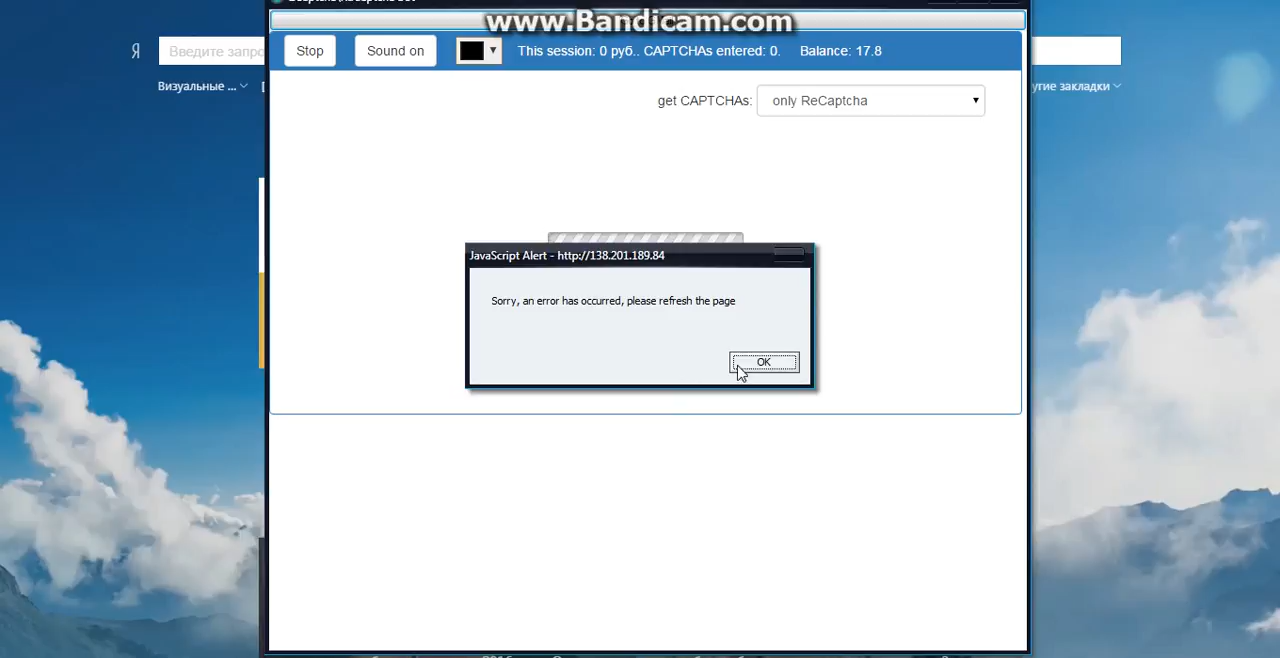 www.Bandicam.com
Я
Введите запро
Stop
Sound on
This session: 0 руб.. CAPTCHAs entered: 0.
Balance: 17.8
Визуальные ...
угие закладки
get CAPTCHAs:
only ReCaptcha
JavaScript Alert - http://138.201.189.84
Sorry, an error has occurred, please refresh the page
OK